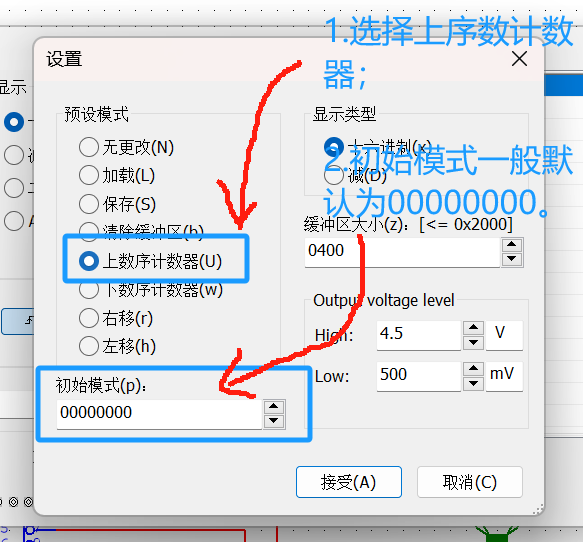 1.选择上序数计数
器；
设置
显示
预设模式
无更改(N)
加载(L)
保存(S)
清除缓冲区(b)
上数序计数器(U)
下数序计数器(w)
右移(r)
左移(h)
初始模式(p)：
00000000
显示类型
十六进制(x)
减(D)
2.初始模式一般默
认为00000000。
缓冲区大小(z)： [<= 0x2000]
0400
Output voltage level
High: 4.5 V
Low: 500 mV
接受(A)
取消(C)